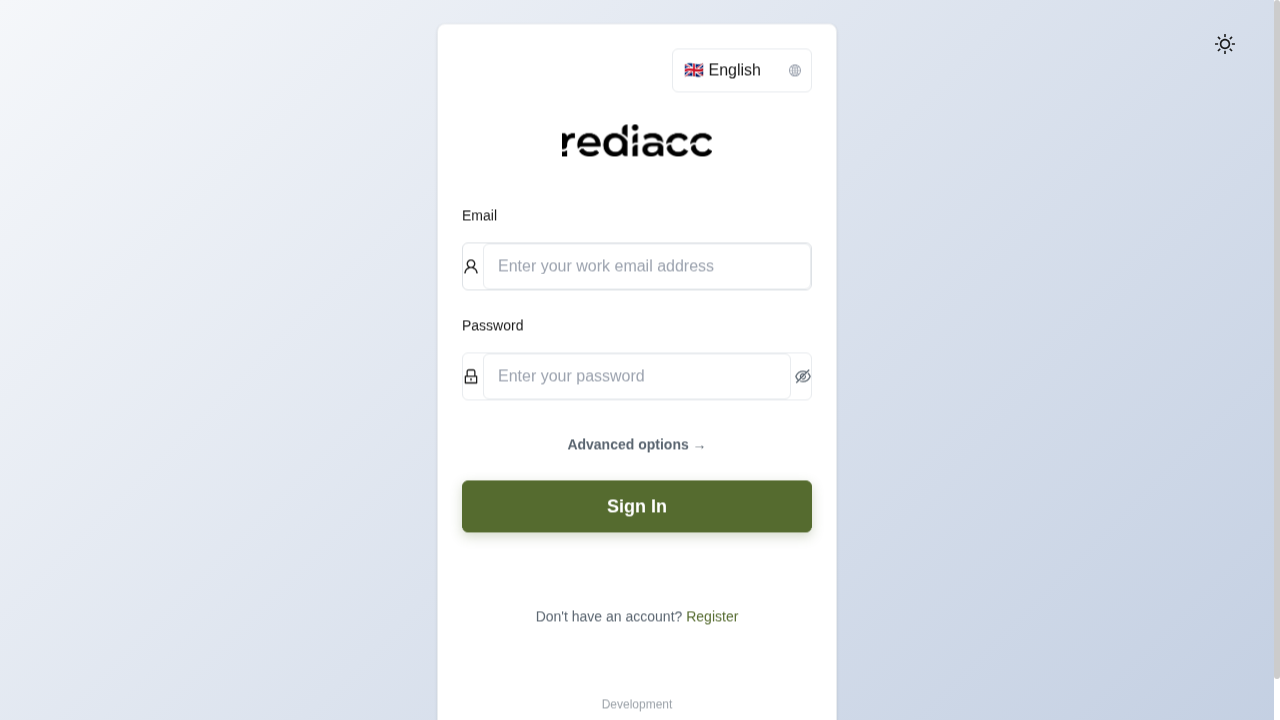 🇬🇧 English
rediacc
Email
Enter your work email address
Password
Enter your password
Advanced options →
Sign In
Don't have an account? Register
Development